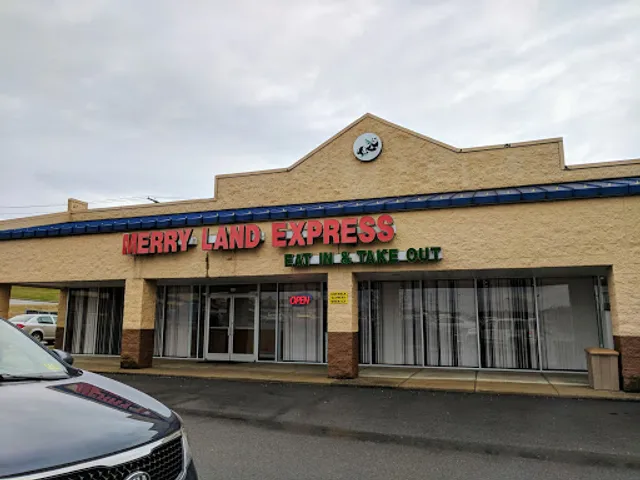 MERRY LAND EXPRESS
EAT IN & TAKE OUT
OPEN